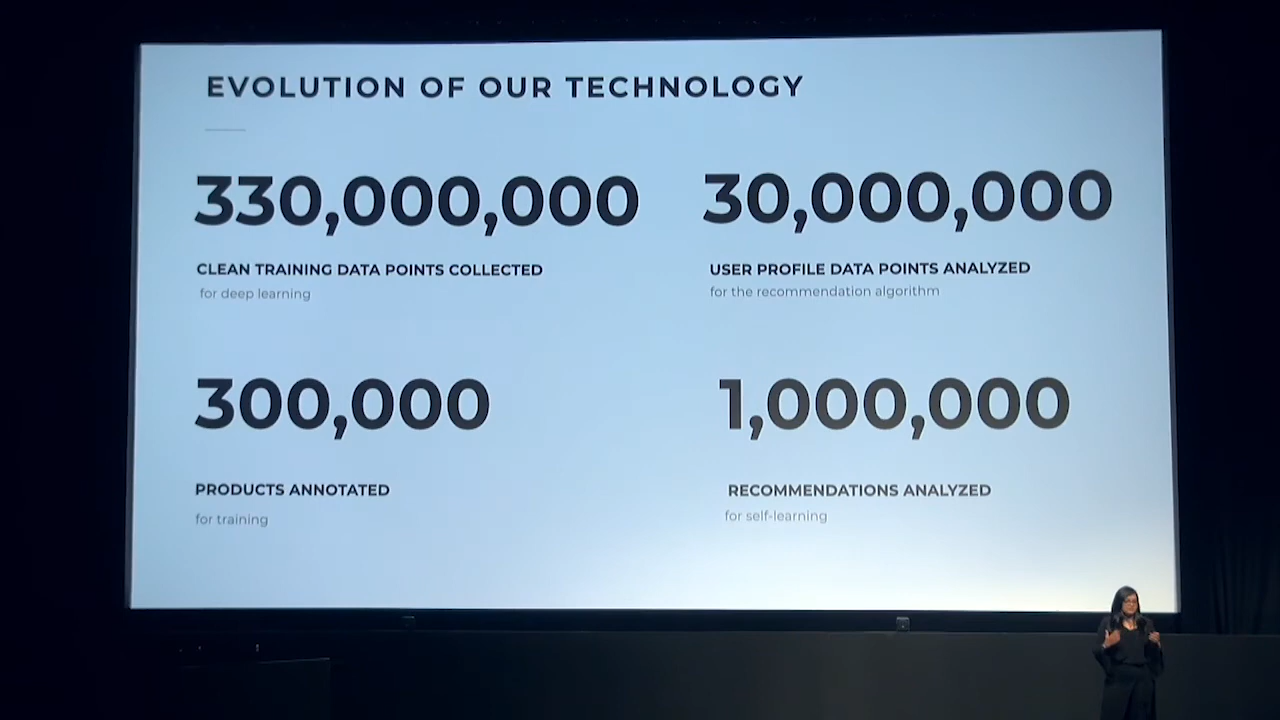 EVOLUTION OF OUR TECHNOLOGY
330,000,000
CLEAN TRAINING DATA POINTS COLLECTED
for deep learning
30,000,000
USER PROFILE DATA POINTS ANALYZED
for the recommendation algorithm
300,000
PRODUCTS ANNOTATED
for training
1,000,000
RECOMMENDATIONS ANALYZED
for self-learning